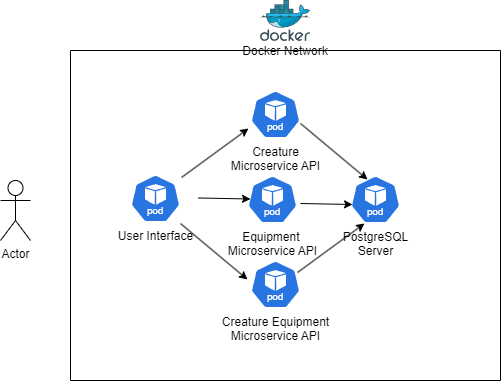 docker
Docker Network
pod
Creature
Microservice API
pod
User Interface
pod
Equipment
Microservice API
pod
PostgreSQL
Server
Actor
pod
Creature Equipment
Microservice API